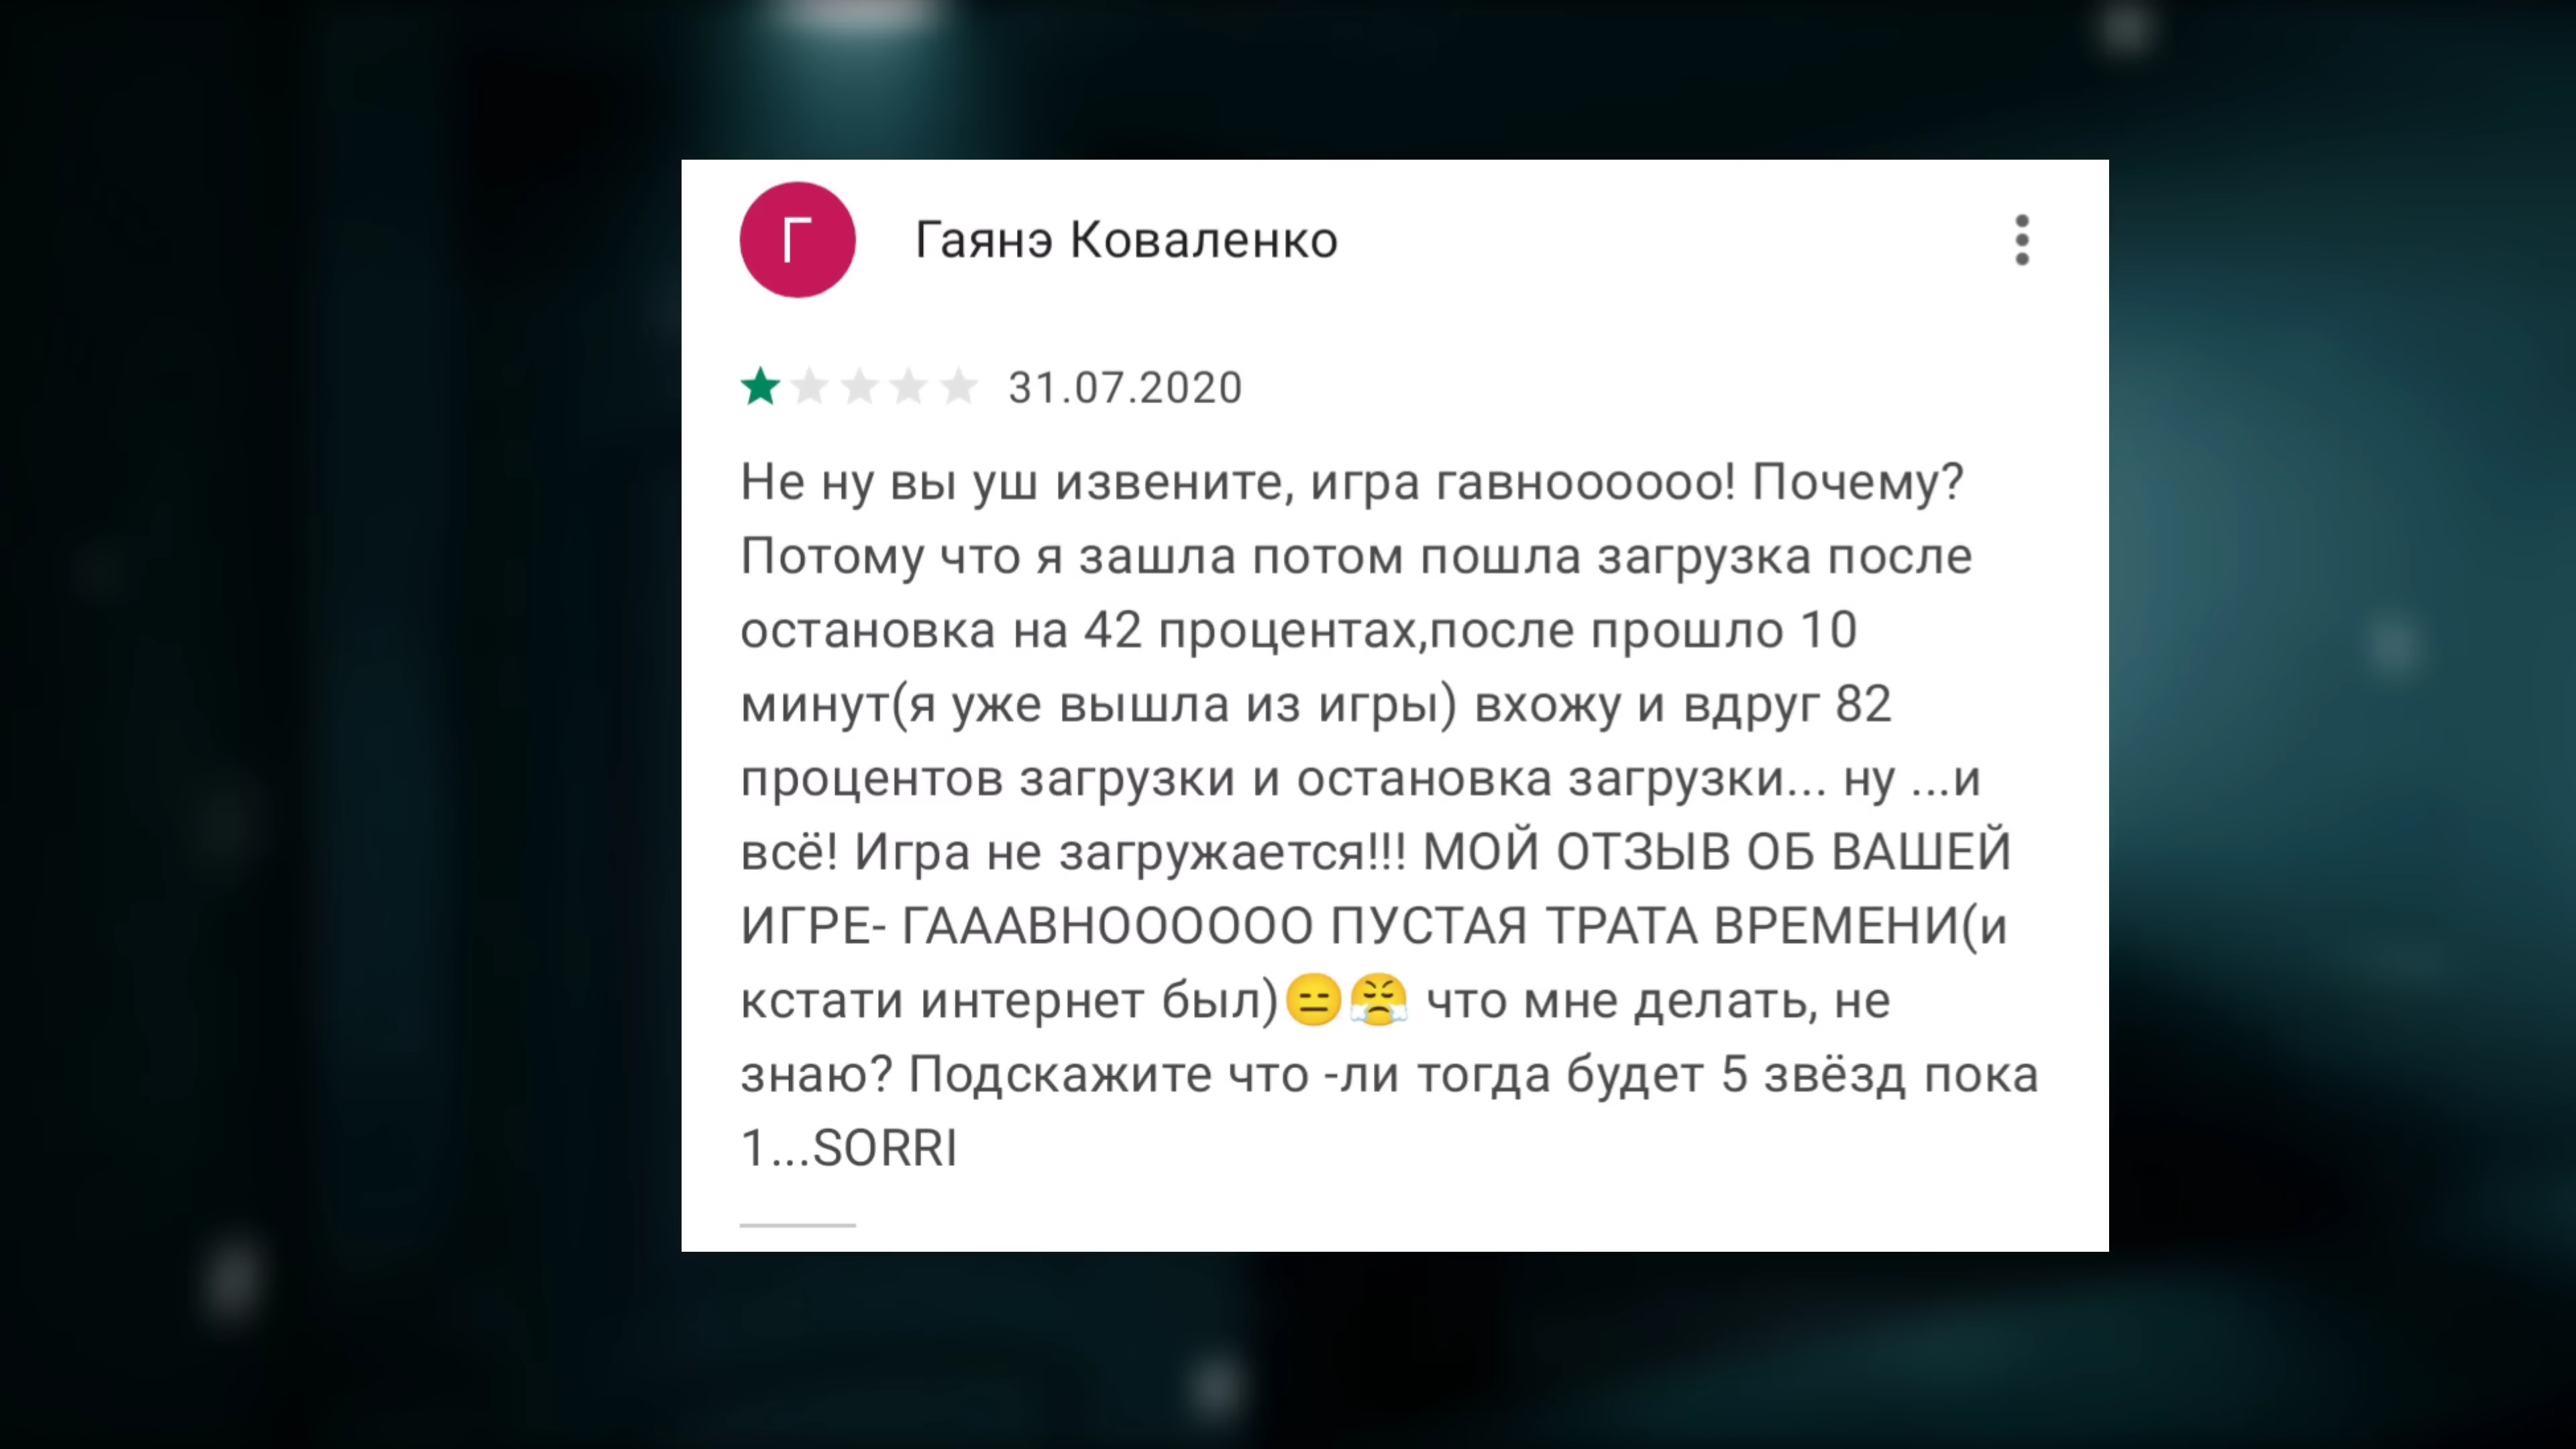 Г
Гаянэ Коваленко
31.07.2020
Не ну вы уш извените, игра гавноооооо! Почему?
Потому что я зашла потом пошла загрузка после
остановка на 42 процентах,после прошло 10
минут(я уже вышла из игры) вхожу и вдруг 82
процентов загрузки и остановка загрузки... ну ...и
всё! Игра не загружается!!! МОЙ ОТЗЫВ ОБ ВАШЕЙ
ИГРЕ- ГАААВНОООООО ПУСТАЯ ТРАТА ВРЕМЕНИ(и
кстати интернет был)😑😤 что мне делать, не
знаю? Подскажите что -ли тогда будет 5 звёзд пока
1...SORRI